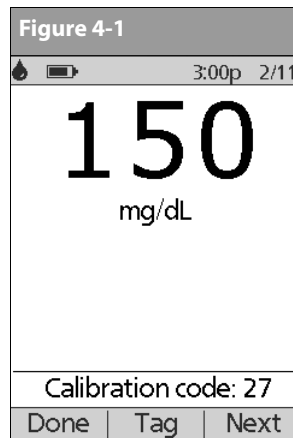 Figure 4-1
3:00p 2/11
150
mg/dL
Calibration code: 27
Done | Tag | Next